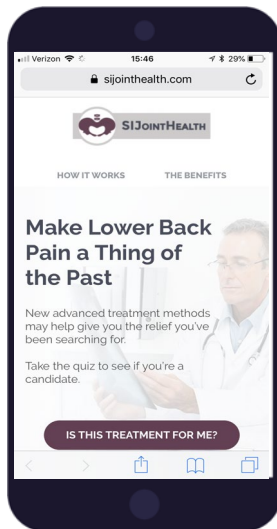 Verizon 15:46 29%
sijointhealth.com
SIJOINTHEALTH
HOW IT WORKS THE BENEFITS
Make Lower Back
Pain a Thing of
the Past
New advanced treatment methods
may help give you the relief you've
been searching for.
Take the quiz to see if you're a
candidate.
IS THIS TREATMENT FOR ME?